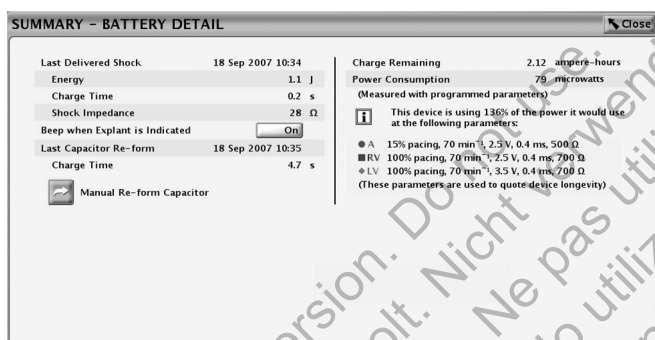 SUMMARY - BATTERY DETAIL
Close
Last Delivered Shock 18 Sep 2007 10:34
Energy 1.1 J
Charge Time 0.2 s
Shock Impedance 28 Ω
Beep when Explant is Indicated On
Last Capacitor Re-form 18 Sep 2007 10:35
Charge Time 4.7 s
Manual Re-form Capacitor
Charge Remaining 2.12 ampere-hours
Power Consumption 79 microwatts
(Measured with programmed parameters)
i
This device is using 136% of the power it would use
at the following parameters:
A 15% pacing, 70 min⁻¹, 2.5 V, 0.4 ms, 500 Ω
RV 100% pacing, 70 min⁻¹, 2.5 V, 0.4 ms, 700 Ω
LV 100% pacing, 70 min⁻¹, 3.5 V, 0.4 ms, 700 Ω
(These parameters are used to quote device longevity)
Do not use.
Nicht
Ne pas